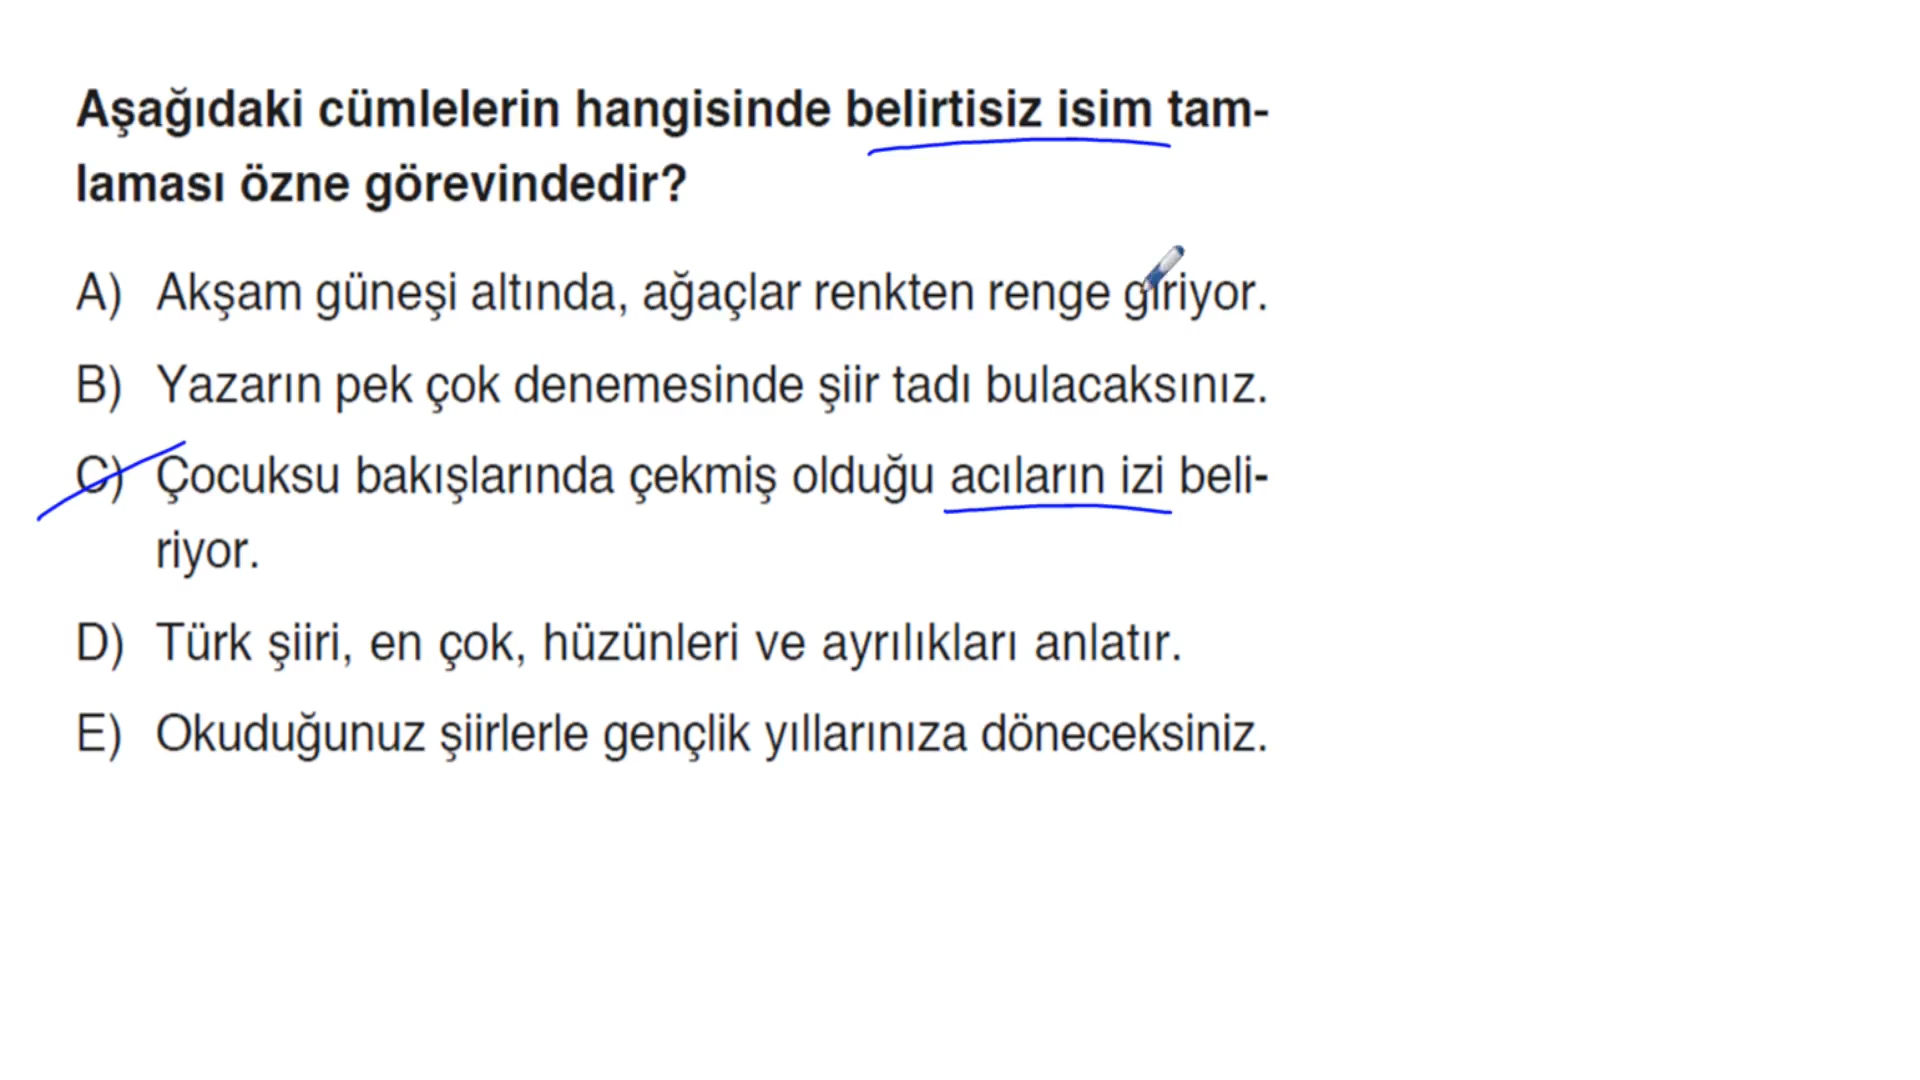 Aşağıdaki cümlelerin hangisinde belirtisiz isim tam-
laması özne görevindedir?
A) Akşam güneşi altında, ağaçlar renkten renge giriyor.
B) Yazarın pek çok denemesinde şiir tadı bulacaksınız.
C) Çocuksu bakışlarında çekmiş olduğu acıların izi beli-
riyor.
D) Türk şiiri, en çok, hüzünleri ve ayrılıkları anlatır.
E) Okuduğunuz şiirlerle gençlik yıllarınıza döneceksiniz.